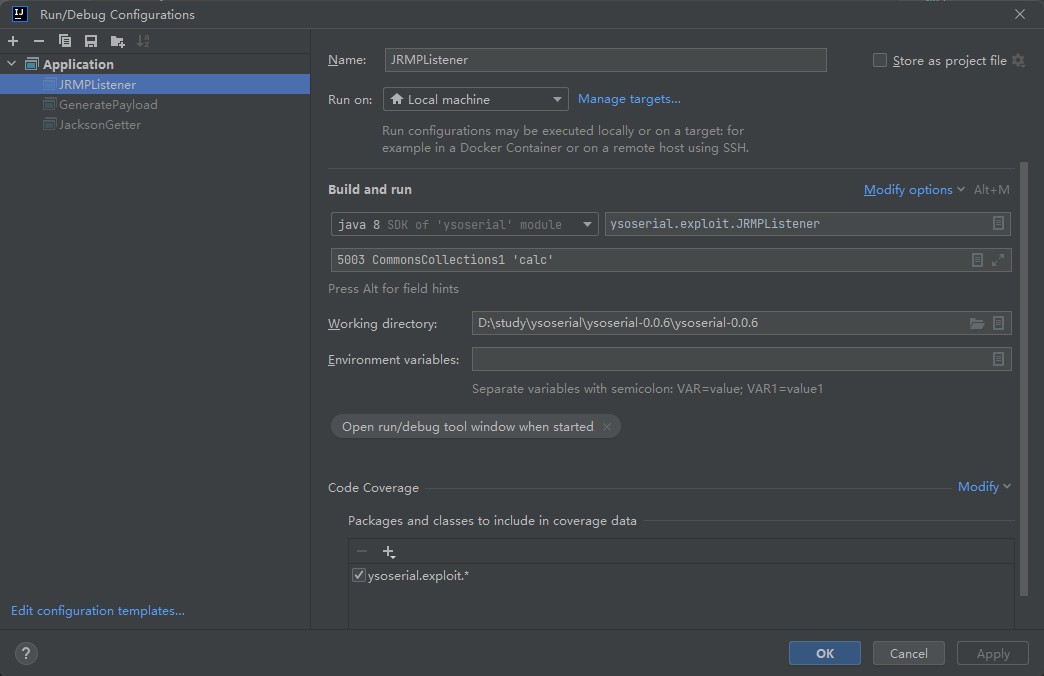 Run/Debug Configurations
Application
JRMPListener
GeneratePayload
JacksonGetter
Edit configuration templates...
Name: JRMPListener Store as project file
Run on: Local machine Manage targets...
Run configurations may be executed locally or on a target: for
example in a Docker Container or on a remote host using SSH.
Build and run Modify options Alt+M
java 8 SDK of 'ysoserial' module ysoserial.exploit.JRMPListener
5003 CommonsCollections1 'calc'
Press Alt for field hints
Working directory: D:\study\ysoserial\ysoserial-0.0.6\ysoserial-0.0.6
Environment variables:
Separate variables with semicolon: VAR=value; VAR1=value1
Open run/debug tool window when started ×
Code Coverage Modify
Packages and classes to include in coverage data
ysoserial.exploit.*
? OK Cancel Apply